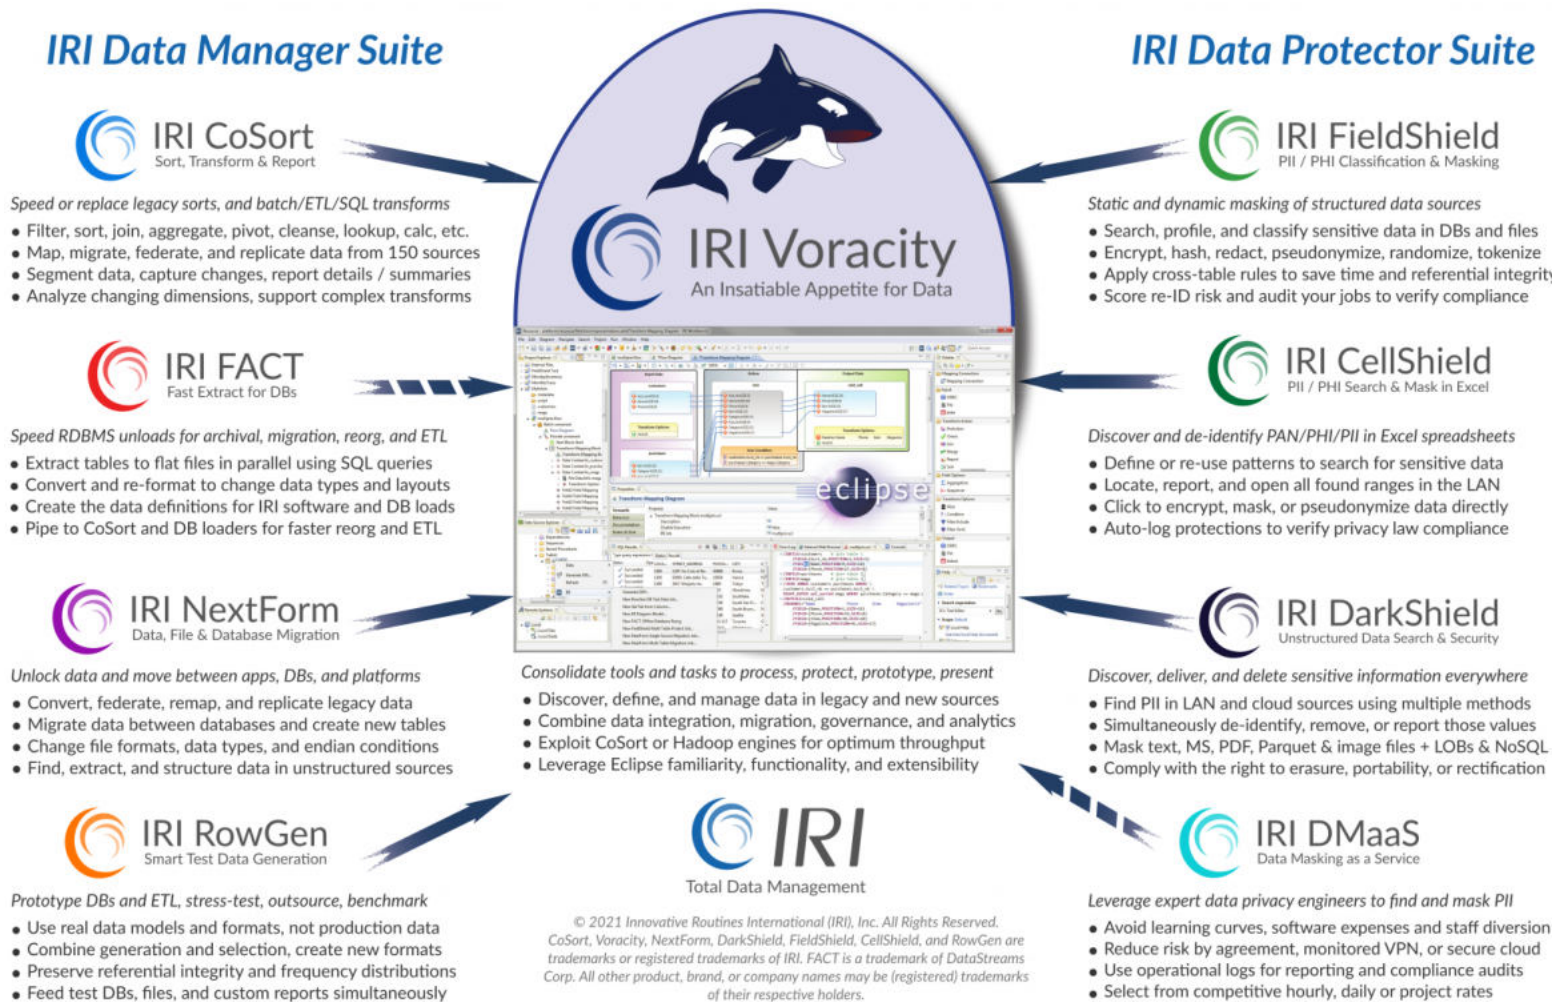 IRI Data Manager Suite
IRI CoSort
Sort, Transform & Report
Speed or replace legacy sorts, and batch/ETL/SQL transforms
• Filter, sort, join, aggregate, pivot, cleanse, lookup, calc, etc.
• Map, migrate, federate, and replicate data from 150 sources
• Segment data, capture changes, report details / summaries
• Analyze changing dimensions, support complex transforms
IRI FACT
Fast Extract for DBs
Speed RDBMS unloads for archival, migration, reorg, and ETL
• Extract tables to flat files in parallel using SQL queries
• Convert and re-format to change data types and layouts
• Create the data definitions for IRI software and DB loads
• Pipe to CoSort and DB loaders for faster reorg and ETL
IRI NextForm
Data, File & Database Migration
Unlock data and move between apps, DBs, and platforms
• Convert, federate, remap, and replicate legacy data
• Migrate data between databases and create new tables
• Change file formats, data types, and endian conditions
• Find, extract, and structure data in unstructured sources
IRI RowGen
Smart Test Data Generation
Prototype DBs and ETL, stress-test, outsource, benchmark
• Use real data models and formats, not production data
• Combine generation and selection, create new formats
• Preserve referential integrity and frequency distributions
• Feed test DBs, files, and custom reports simultaneously
IRI Voracity
An Insatiable Appetite for Data
eclipse
Transform Mapping Diagram
Consolidate tools and tasks to process, protect, prototype, present
• Discover, define, and manage data in legacy and new sources
• Combine data integration, migration, governance, and analytics
• Exploit CoSort or Hadoop engines for optimum throughput
• Leverage Eclipse familiarity, functionality, and extensibility
IRI
Total Data Management
© 2021 Innovative Routines International (IRI), Inc. All Rights Reserved.
CoSort, Voracity, NextForm, DarkShield, FieldShield, CellShield, and RowGen are
trademarks or registered trademarks of IRI. FACT is a trademark of DataStreams
Corp. All other product, brand, or company names may be (registered) trademarks
of their respective holders.
IRI Data Protector Suite
IRI FieldShield
PII / PHI Classification & Masking
Static and dynamic masking of structured data sources
• Search, profile, and classify sensitive data in DBs and files
• Encrypt, hash, redact, pseudonymize, randomize, tokenize
• Apply cross-table rules to save time and referential integrity
• Score re-ID risk and audit your jobs to verify compliance
IRI CellShield
PII / PHI Search & Mask in Excel
Discover and de-identify PAN/PHI/PII in Excel spreadsheets
• Define or re-use patterns to search for sensitive data
• Locate, report, and open all found ranges in the LAN
• Click to encrypt, mask, or pseudonymize data directly
• Auto-log protections to verify privacy law compliance
IRI DarkShield
Unstructured Data Search & Security
Discover, deliver, and delete sensitive information everywhere
• Find PII in LAN and cloud sources using multiple methods
• Simultaneously de-identify, remove, or report those values
• Mask text, MS, PDF, Parquet & image files + LOBs & NoSQL
• Comply with the right to erasure, portability, or rectification
IRI DMaaS
Data Masking as a Service
Leverage expert data privacy engineers to find and mask PII
• Avoid learning curves, software expenses and staff diversion
• Reduce risk by agreement, monitored VPN, or secure cloud
• Use operational logs for reporting and compliance audits
• Select from competitive hourly, daily or project rates